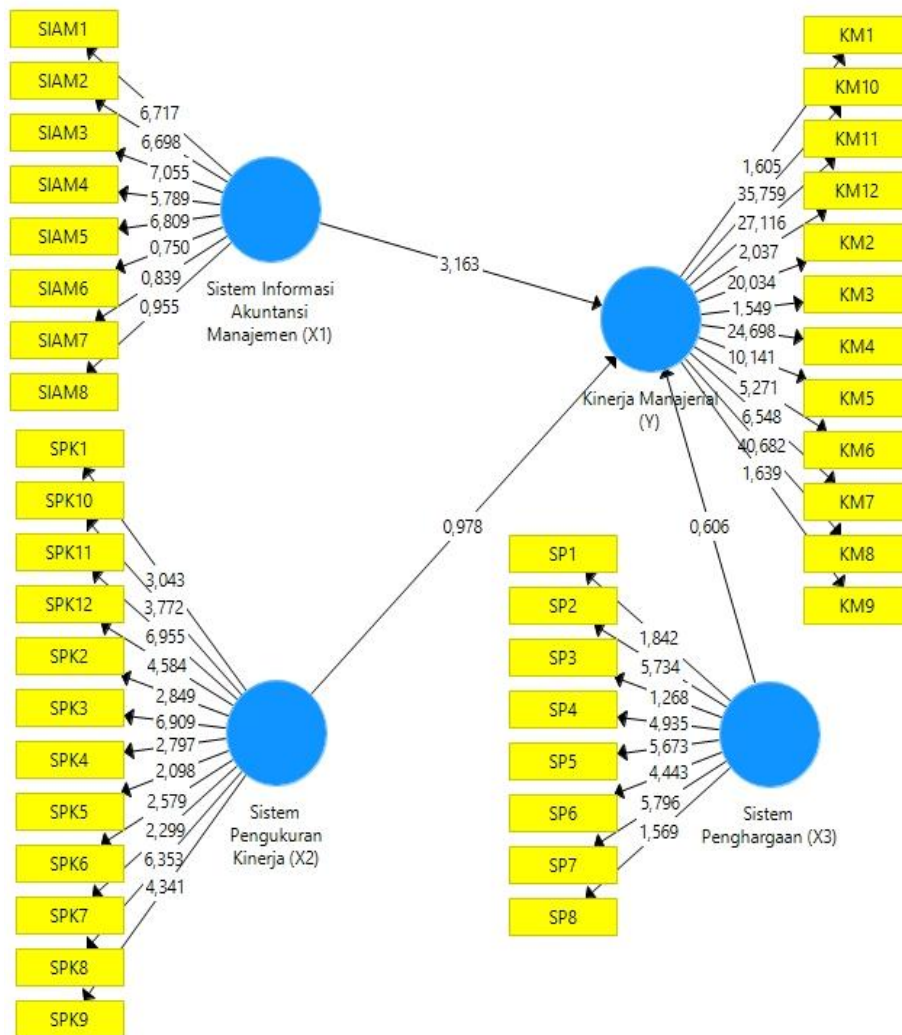 SIAM1
SIAM2
SIAM3
SIAM4
SIAM5
SIAM6
SIAM7
SIAM8
6,717
6,698
7,055
5,789
6,809
0,750
0,839
0,955
Sistem Informasi
Akuntansi
Manajemen (X1)
3,163
KM1
KM10
KM11
KM12
KM2
KM3
KM4
KM5
KM6
KM7
KM8
KM9
1,605
35,759
27,116
2,037
20,034
1,549
24,698
10,141
5,271
6,548
40,682
1,639
Kinerja Manajerial
(Y)
SPK1
SPK10
SPK11
SPK12
SPK2
SPK3
SPK4
SPK5
SPK6
SPK7
SPK8
SPK9
3,043
3,772
6,955
4,584
2,849
6,909
2,797
2,098
2,579
2,299
6,353
4,341
Sistem
Pengukuran
Kinerja (X2)
0,978
0,606
SP1
SP2
SP3
SP4
SP5
SP6
SP7
SP8
1,842
5,734
1,268
4,935
5,673
4,443
5,796
1,569
Sistem
Penghargaan (X3)